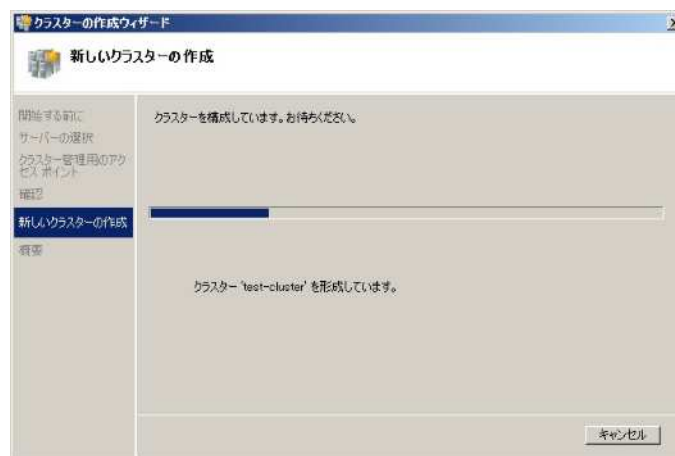 クラスターの作成ウィザード
新しいクラスターの作成
開始する前に
サーバーの選択
クラスター管理用のアク
セス ポイント
確認
新しいクラスターの作成
概要
クラスターを構成しています。お待ちください。
クラスター 'test-cluster' を形成しています。
キャンセル